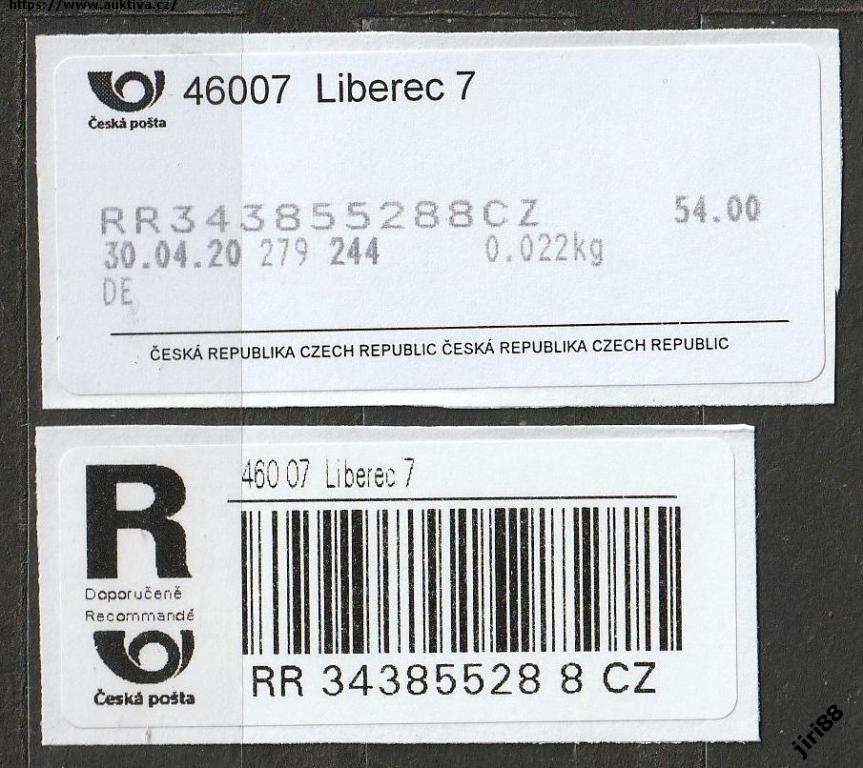 https://www.auktiva.cz/
46007 Liberec 7
Česká pošta
RR343855288CZ 54.00
30.04.20 279 244 0.022kg
DE
ČESKÁ REPUBLIKA CZECH REPUBLIC ČESKÁ REPUBLIKA CZECH REPUBLIC
460 07 Liberec 7
R
Doporučeně
Recommandé
Česká pošta
RR 34385528 8 CZ
jiri88